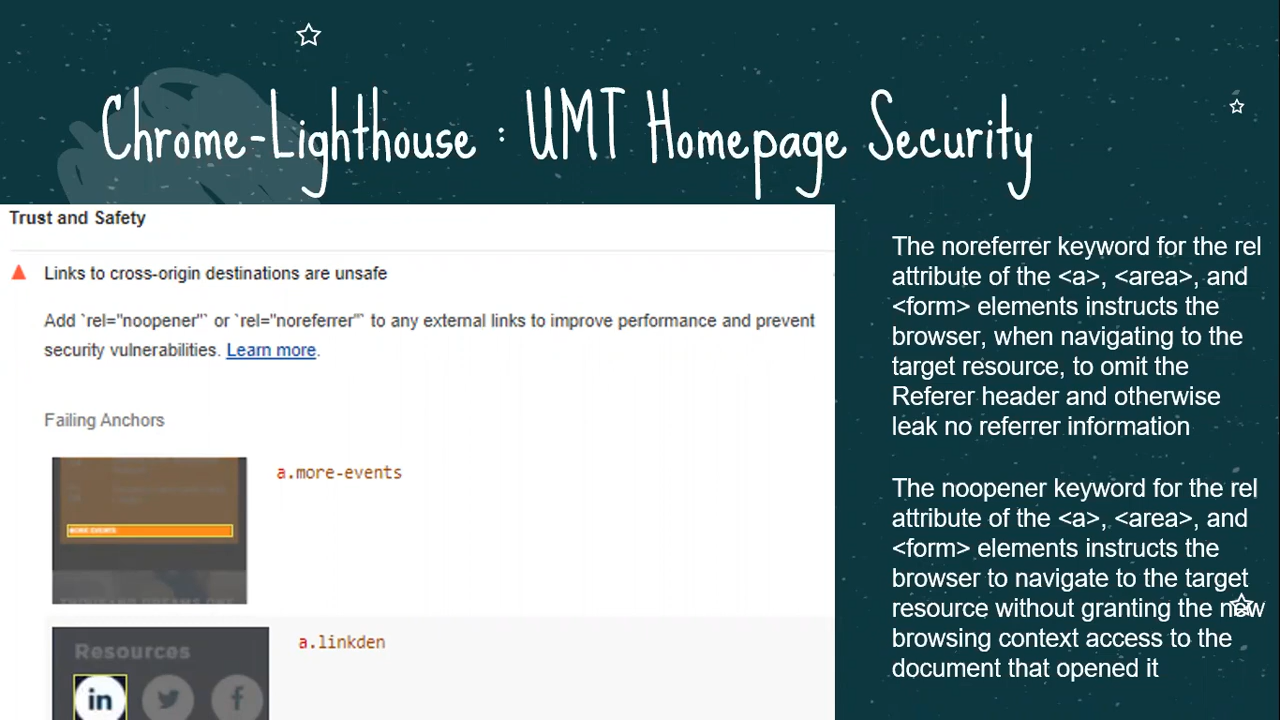 Chrome-Lighthouse : UMT Homepage Security
Trust and Safety
Links to cross-origin destinations are unsafe
Add `rel="noopener"` or `rel="noreferrer"` to any external links to improve performance and prevent
security vulnerabilities. Learn more.
Failing Anchors
MORE EVENTS
a.more-events
Resources
in
a.linkden
The noreferrer keyword for the rel
attribute of the <a>, <area>, and
<form> elements instructs the
browser, when navigating to the
target resource, to omit the
Referer header and otherwise
leak no referrer information
The noopener keyword for the rel
attribute of the <a>, <area>, and
<form> elements instructs the
browser to navigate to the target
resource without granting the new
browsing context access to the
document that opened it